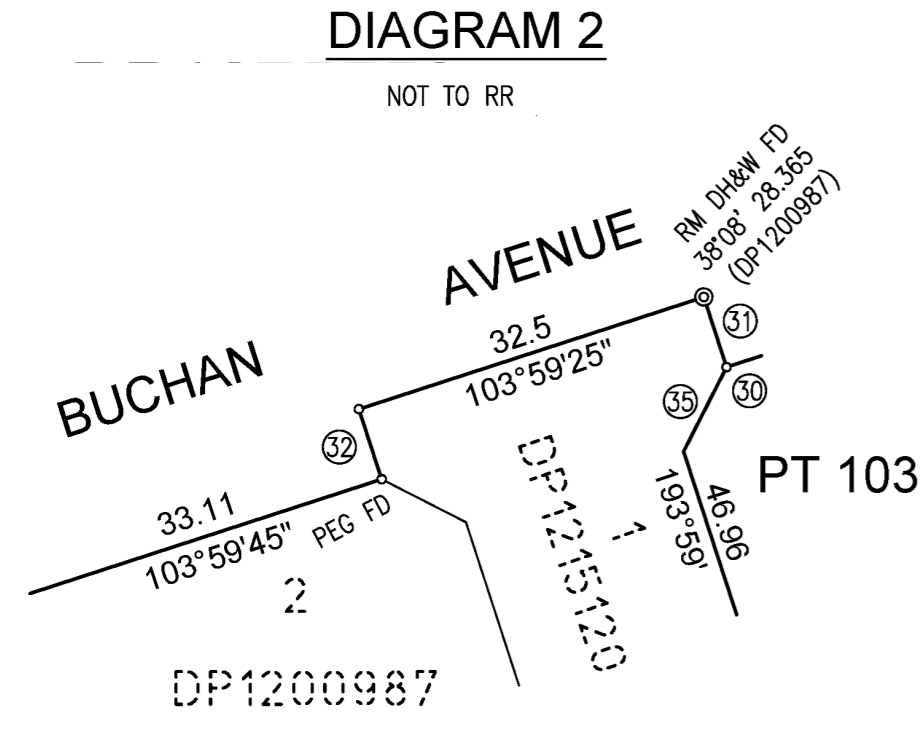 DIAGRAM 2
NOT TO RR
RM DH&W FD
38°08' 28.365
(DP1200987)
BUCHAN AVENUE
32.5
103°59'25"
31
30
35
32
PT 103
33.11
103°59'45"
PEG FD
46.96
193°59'
1
DP1215120
2
DP1200987